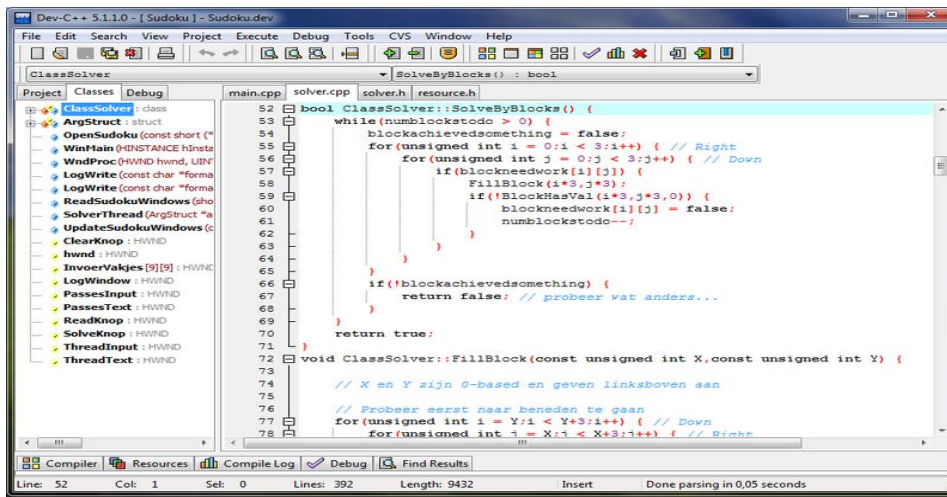 Dev-C++ 5.1.1.0 - [ Sudoku ] - Sudoku.dev
File Edit Search View Project Execute Debug Tools CVS Window Help
ClassSolver SolveByBlocks () : bool
Project Classes Debug main.cpp solver.cpp solver.h resource.h
ClassSolver : class
ArgStruct : struct
OpenSudoku (const short (*
WinMain (HINSTANCE hInsta
WndProc (HWND hwnd, UIN
LogWrite (const char *forma
LogWrite (const char *forma
ReadSudokuWindows (sho
SolverThread (ArgStruct *a
UpdateSudokuWindows (c
ClearKnop : HWND
hwnd : HWND
InvoerVakjes [9][9] : HWND
LogWindow : HWND
PassesInput : HWND
PassesText : HWND
ReadKnop : HWND
SolveKnop : HWND
ThreadInput : HWND
ThreadText : HWND
52 bool ClassSolver::SolveByBlocks() {
53 while(numblockstodo > 0) {
54 blockachievedsomething = false;
55 for(unsigned int i = 0;i < 3;i++) { // Right
56 for(unsigned int j = 0;j < 3;j++) { // Down
57 if(blockneedwork[i][j]) {
58 FillBlock(i*3,j*3);
59 if(!BlockHasVal(i*3,j*3,0)) {
60 blockneedwork[i][j] = false;
61 numblockstodo--;
62 }
63 }
64 }
65 }
66 if(!blockachievedsomething) {
67 return false; // probeer wat anders...
68 }
69 }
70 return true;
71 }
72 void ClassSolver::FillBlock(const unsigned int X,const unsigned int Y) {
73
74 // X en Y zijn 0-based en geven linksboven aan
75
76 // Probeer eerst naar beneden te gaan
77 for(unsigned int i = Y;i < Y+3;i++) { // Down
78 for(unsigned int j = X;j < X+3;j++) { // Right
Compiler Resources Compile Log Debug Find Results
Line: 52 Col: 1 Sel: 0 Lines: 392 Length: 9432 Insert Done parsing in 0,05 seconds